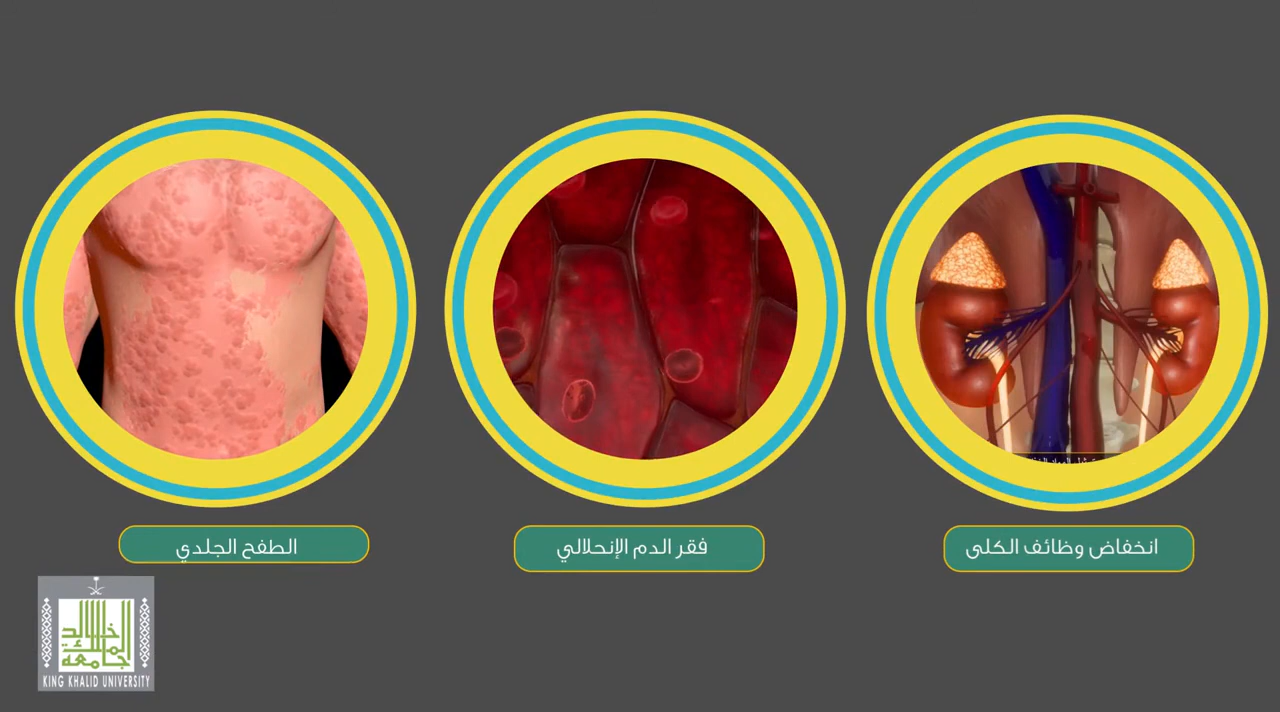 انخفاض وظائف الكلى
فقر الدم الإنحلالي
الطفح الجلدي
جامعة
الملك
خالد
KING KHALID UNIVERSITY